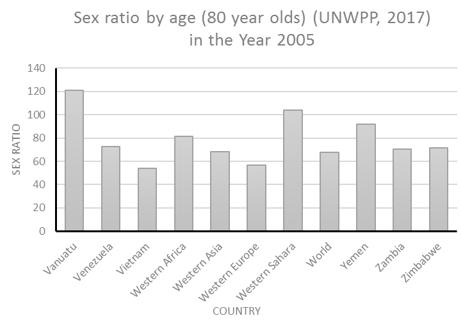 Sex ratio by age (80 year olds) (UNWPP, 2017)
in the Year 2005
140
120
100
80
60
40
20
0
SEX RATIO
Vanuatu
Venezuela
Vietnam
Western Africa
Western Asia
Western Europe
Western Sahara
World
Yemen
Zambia
Zimbabwe
COUNTRY